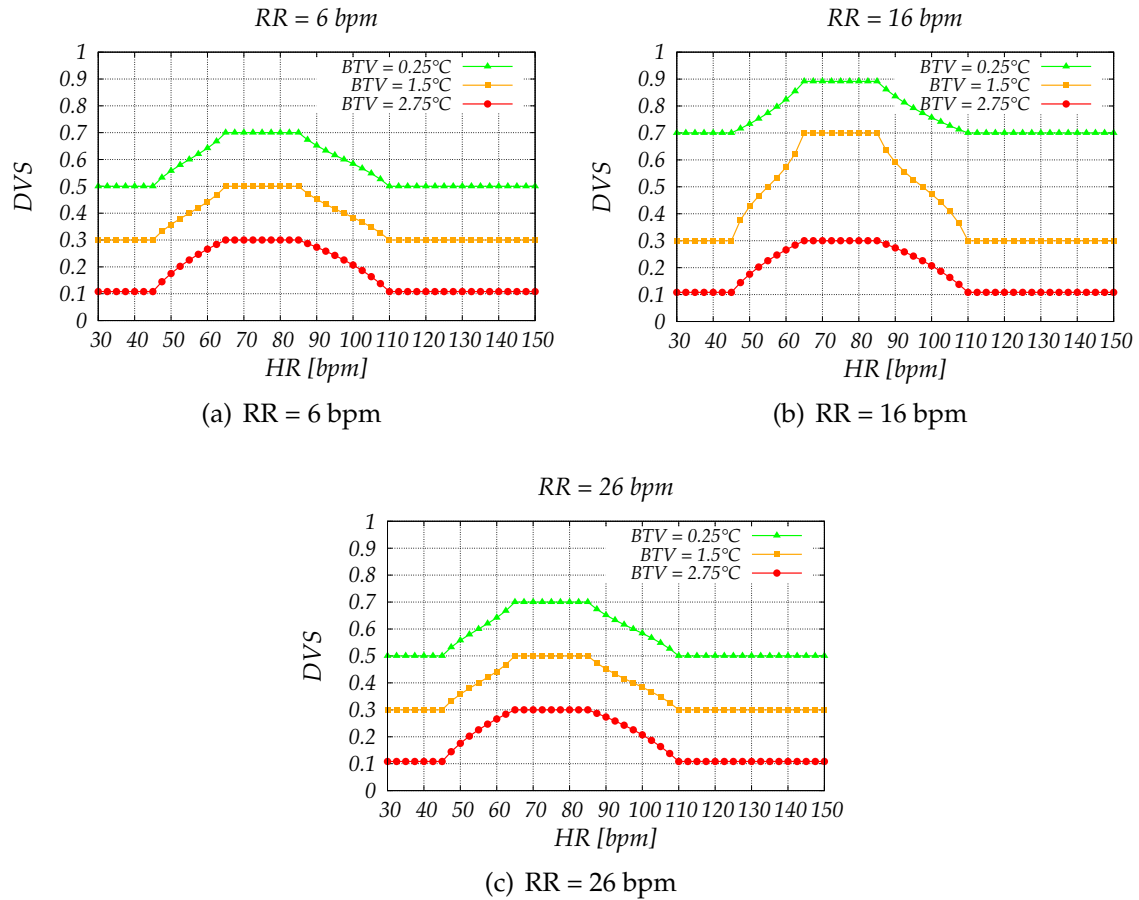 RR = 6 bpm
1
0.9
0.8
0.7
0.6
0.5
0.4
0.3
0.2
0.1
0
DVS
BTV = 0.25°C
BTV = 1.5°C
BTV = 2.75°C
30 40 50 60 70 80 90 100 110 120 130 140 150
HR [bpm]
(a) RR = 6 bpm
RR = 16 bpm
1
0.9
0.8
0.7
0.6
0.5
0.4
0.3
0.2
0.1
0
DVS
BTV = 0.25°C
BTV = 1.5°C
BTV = 2.75°C
30 40 50 60 70 80 90 100 110 120 130 140 150
HR [bpm]
(b) RR = 16 bpm
RR = 26 bpm
1
0.9
0.8
0.7
0.6
0.5
0.4
0.3
0.2
0.1
0
DVS
BTV = 0.25°C
BTV = 1.5°C
BTV = 2.75°C
30 40 50 60 70 80 90 100 110 120 130 140 150
HR [bpm]
(c) RR = 26 bpm